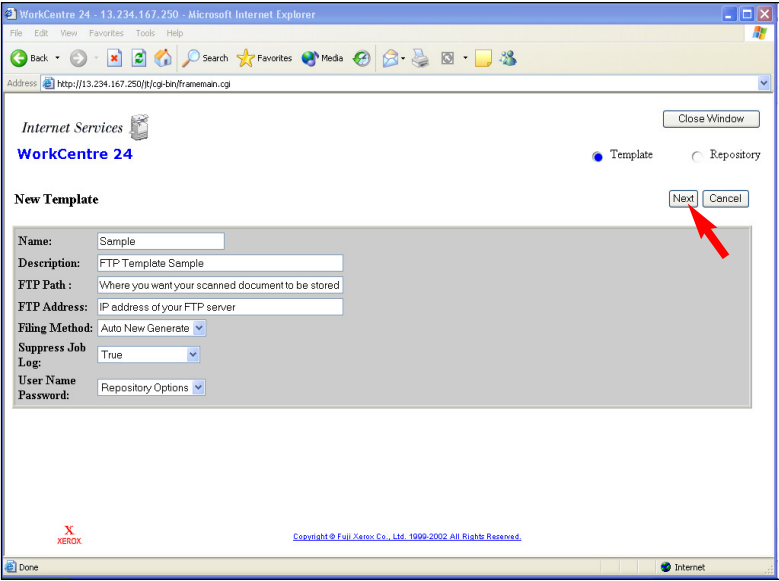 WorkCentre 24 - 13.234.167.250 - Microsoft Internet Explorer
File Edit View Favorites Tools Help
Back Search Favorites Media
Address http://13.234.167.250/jt/cgi-bin/framemain.cgi
Close Window
Internet Services
WorkCentre 24
Template Repository
New Template
Next Cancel
Name: Sample
Description: FTP Template Sample
FTP Path : Where you want your scanned document to be stored
FTP Address: IP address of your FTP server
Filing Method: Auto New Generate
Suppress Job
Log: True
User Name
Password: Repository Options
X
XEROX
Copyright © Fuji Xerox Co., Ltd. 1999-2002 All Rights Reserved.
Done Internet